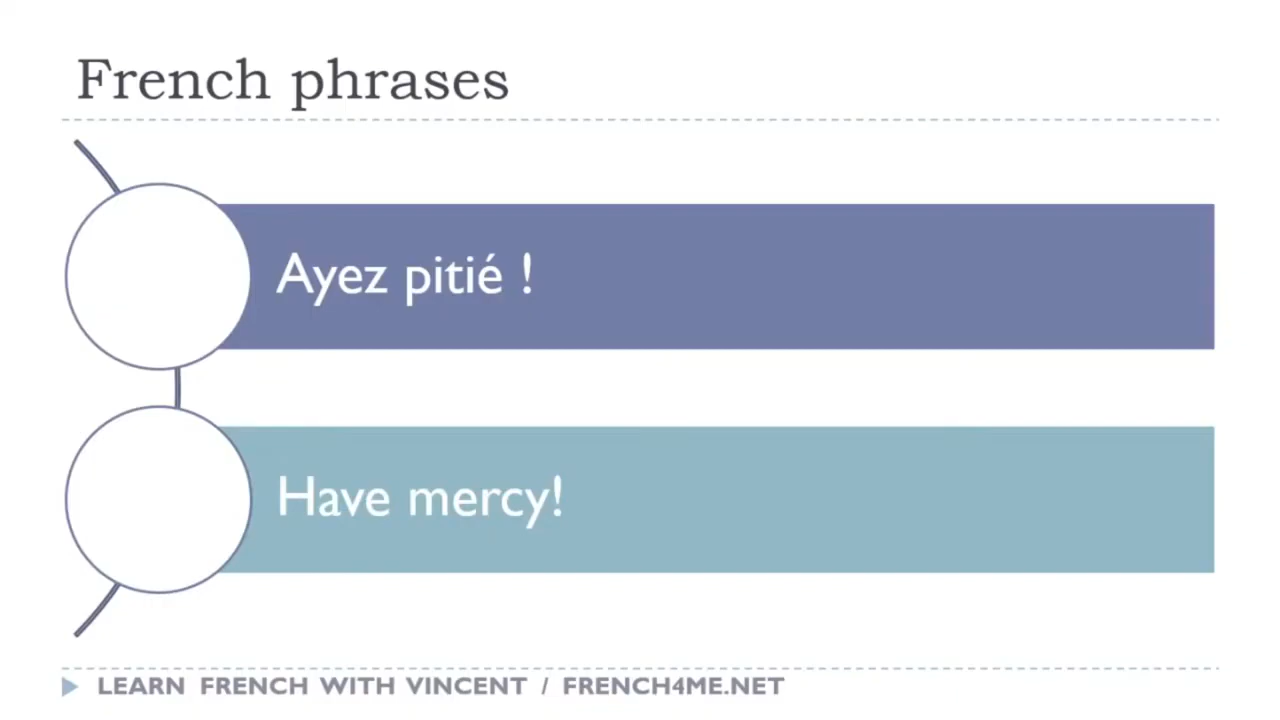 French phrases
Ayez pitié !
Have mercy!
LEARN FRENCH WITH VINCENT / FRENCH4ME.NET